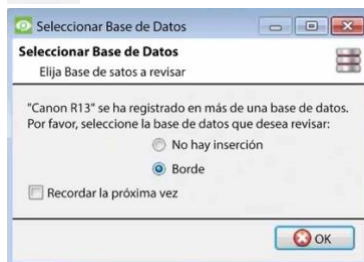 Seleccionar Base de Datos
Seleccionar Base de Datos
Elija Base de satos a revisar
"Canon R13" se ha registrado en más de una base de datos.
Por favor, seleccione la base de datos que desea revisar:
No hay inserción
Borde
Recordar la próxima vez
OK